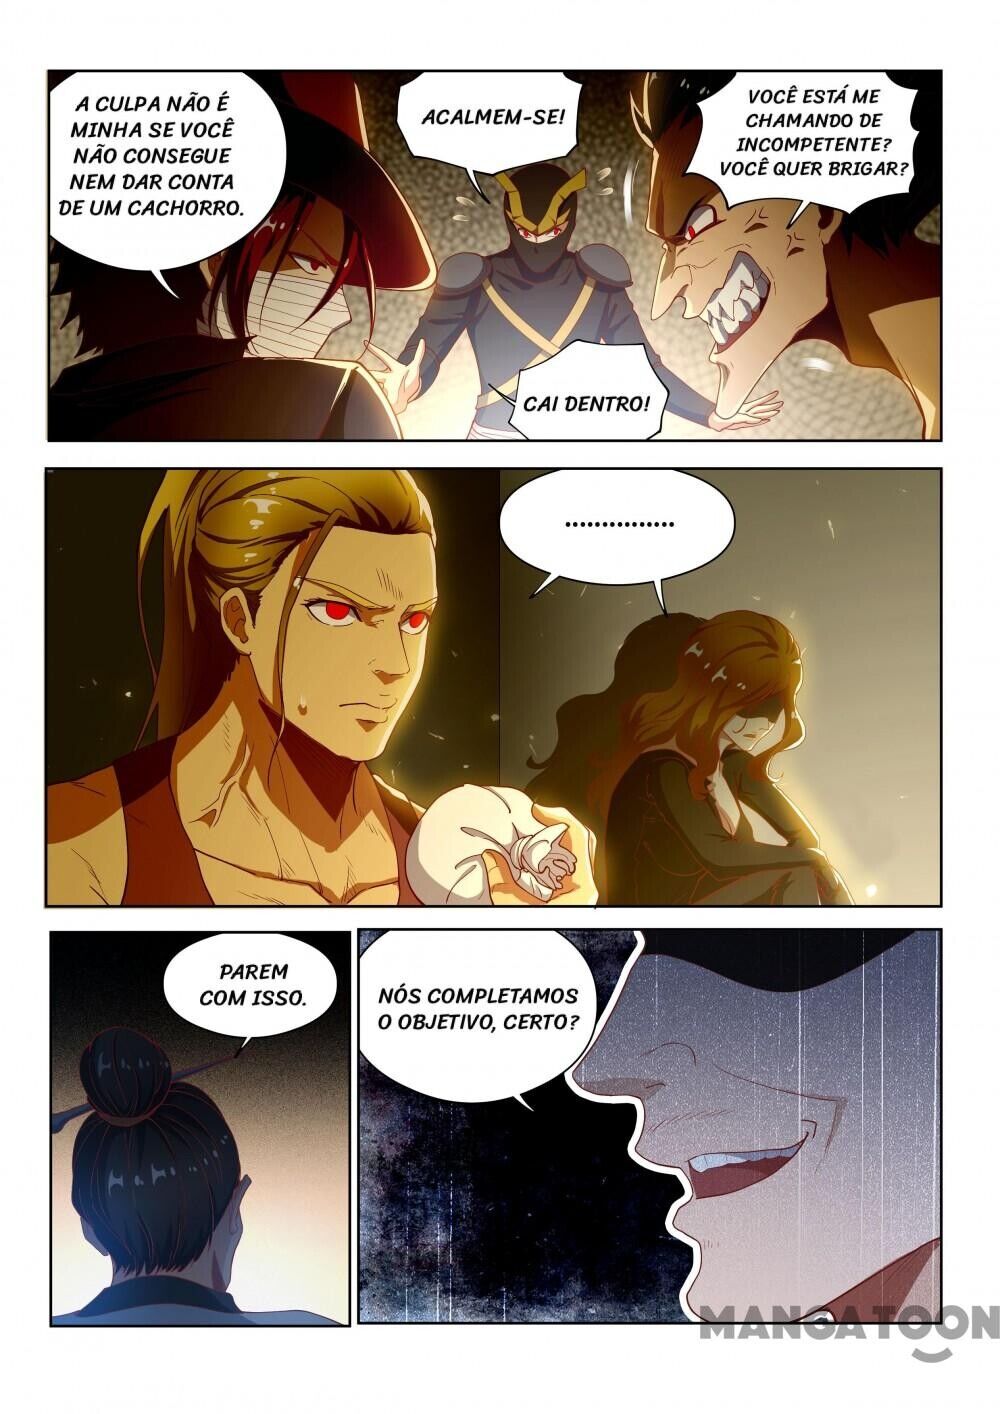 A CULPA NÃO É
MINHA SE VOCÊ
NÃO CONSEGUE
NEM DAR CONTA
DE UM CACHORRO.
ACALMEM-SE!
VOCÊ ESTÁ ME
CHAMANDO DE
INCOMPETENTE?
VOCÊ QUER BRIGAR?
CAI DENTRO!
...............
PAREM
COM ISSO.
NÓS COMPLETAMOS
O OBJETIVO, CERTO?
MANGATOON